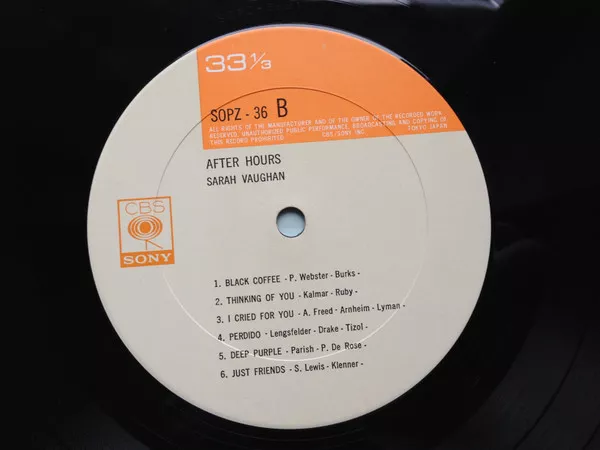 33 1/3
SOPZ - 36 B
ALL RIGHTS OF THE MANUFACTURER AND OF THE OWNER OF THE RECORDED WORK
RESERVED. UNAUTHORIZED PUBLIC PERFORMANCE, BROADCASTING AND COPYING OF
THIS RECORD PROHIBITED CBS/SONY INC. TOKYO JAPAN
AFTER HOURS
SARAH VAUGHAN
CBS
SONY
1. BLACK COFFEE - P. Webster - Burks -
2. THINKING OF YOU - Kalmar - Ruby -
3. I CRIED FOR YOU - A. Freed - Arnheim - Lyman -
4. PERDIDO - Lengsfelder - Drake - Tizol -
5. DEEP PURPLE - Parish - P. De Rose -
6. JUST FRIENDS - S. Lewis - Klenner -